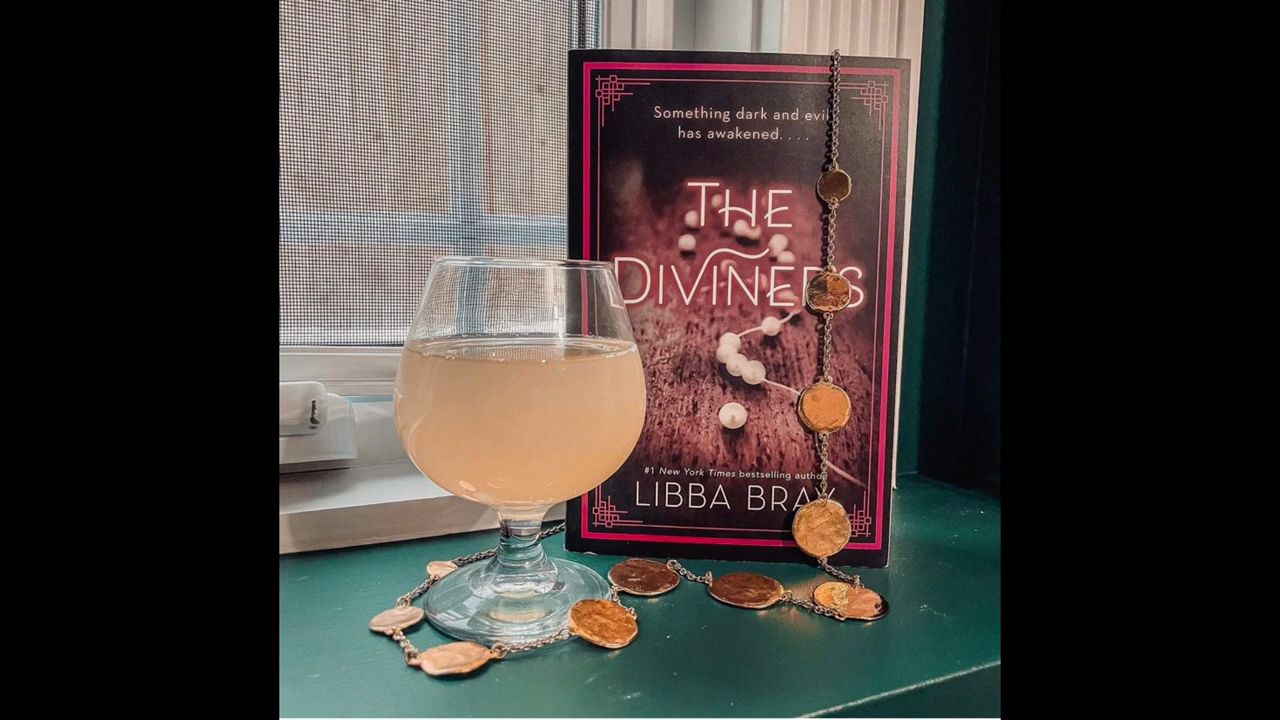 Something dark and evil
has awakened. . . .
THE
DIVINERS
#1 New York Times bestselling author
LIBBA BRAY